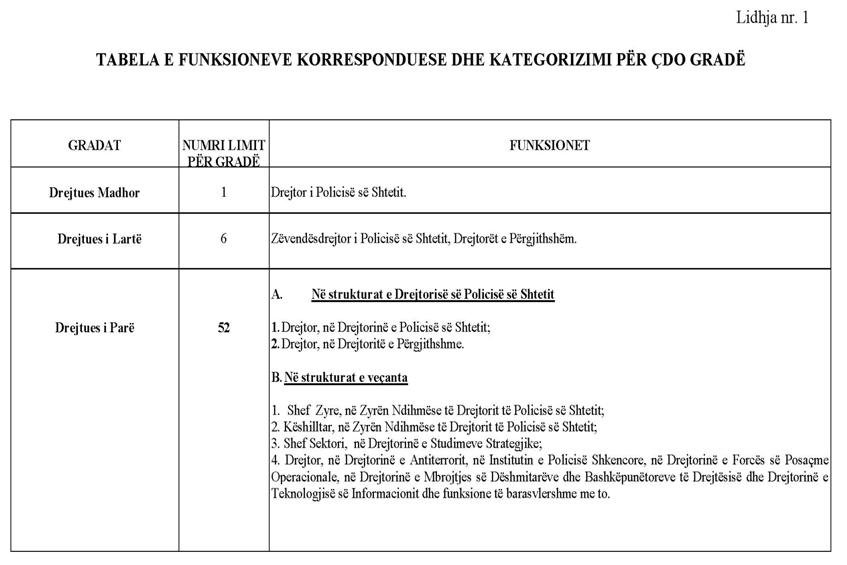 Lidhja nr. 1
TABELA E FUNKSIONEVE KORRESPONDUESE DHE KATEGORIZIMI PËR ÇDO GRADË
GRADAT
NUMRI LIMIT
PËR GRADË
FUNKSIONET
Drejtues Madhor
1
Drejtor i Policisë së Shtetit.
Drejtues i Lartë
6
Zëvendësdrejtor i Policisë së Shtetit, Drejtorët e Përgjithshëm.
Drejtues i Parë
52
A. Në strukturat e Drejtorisë së Policisë së Shtetit
1.Drejtor, në Drejtorinë e Policisë së Shtetit;
2.Drejtor, në Drejtoritë e Përgjithshme.
B. Në strukturat e veçanta
1. Shef Zyre, në Zyrën Ndihmëse të Drejtorit të Policisë së Shtetit;
2. Këshilltar, në Zyrën Ndihmëse të Drejtorit të Policisë së Shtetit;
3. Shef Sektori, në Drejtorinë e Studimeve Strategjike;
4. Drejtor, në Drejtorinë e Antiterrorit, në Institutin e Policisë Shkencore, në Drejtorinë e Forcës së Posaçme
Operacionale, në Drejtorinë e Mbrojtjes së Dëshmitarëve dhe Bashkëpunëtoreve të Drejtësisë dhe Drejtorinë e
Teknologjisë së Informacionit dhe funksione të barasvlershme me to.